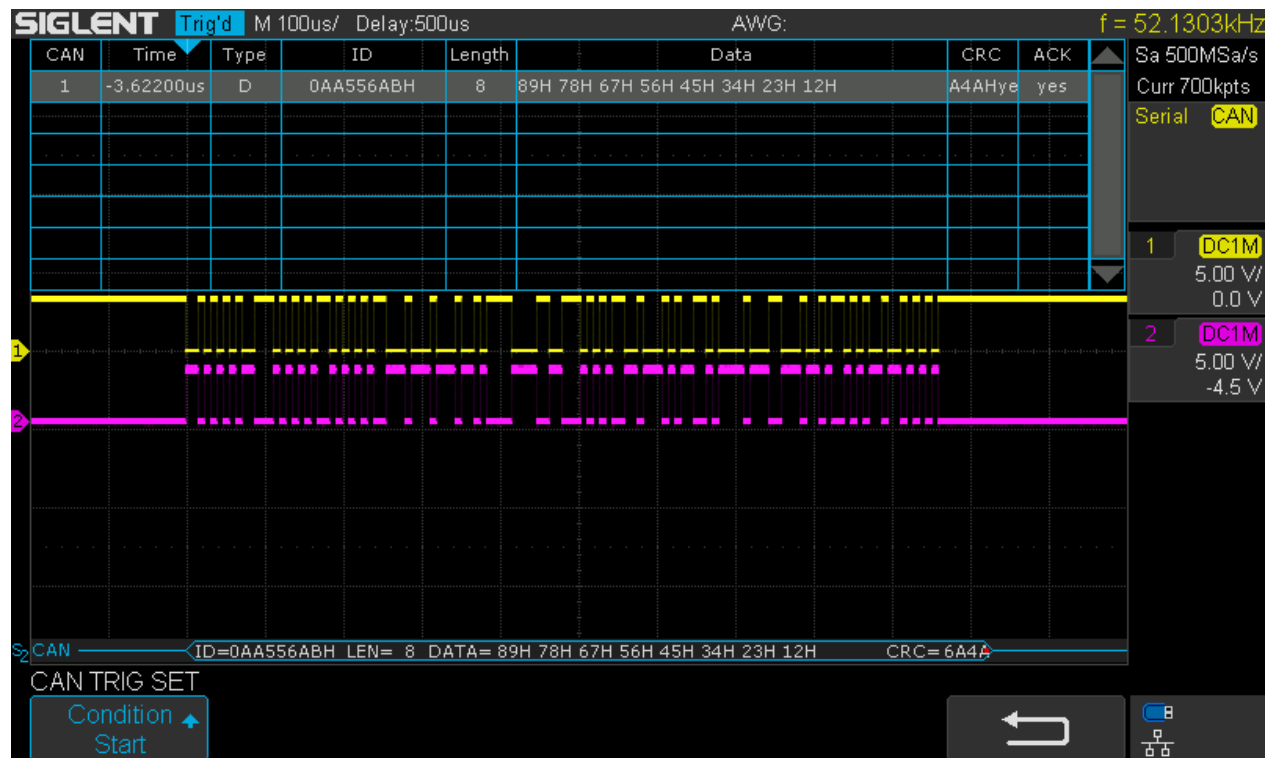 SIGLENT Trig'd M 100us/ Delay:500us AWG: f = 52.1303kHz
CAN Time Type ID Length Data CRC ACK
1 -3.62200us D 0AA556ABH 8 89H 78H 67H 56H 45H 34H 23H 12H A4AHye yes
Sa 500MSa/s
Curr 700kpts
Serial CAN
1 DC1M
5.00 V/
0.0 V
2 DC1M
5.00 V/
-4.5 V
1
2
S2 CAN ID=0AA556ABH LEN= 8 DATA= 89H 78H 67H 56H 45H 34H 23H 12H CRC= 6A4A
CAN TRIG SET
Condition
Start